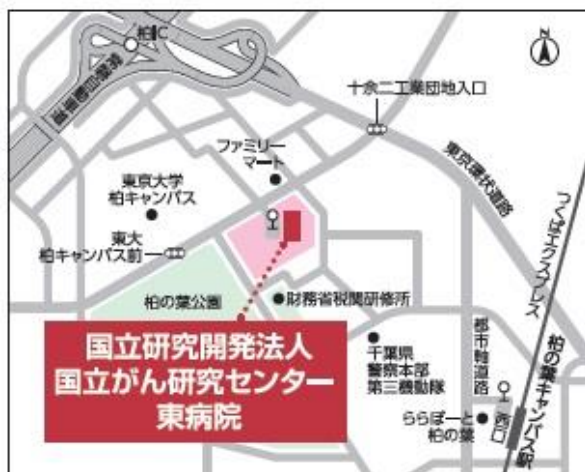 柏IC
N
常磐自動車道
十余二工業団地入口
ファミリー
マート
東京環状道路
東京大学
柏キャンパス
つくばエクスプレス
東大
柏キャンパス前
柏の葉公園
財務省税関研修所
国立研究開発法人
国立がん研究センター
東病院
千葉県
警察本部
第三機動隊
都市軸道路
柏の葉キャンパス駅
西口
ららぽーと
柏の葉